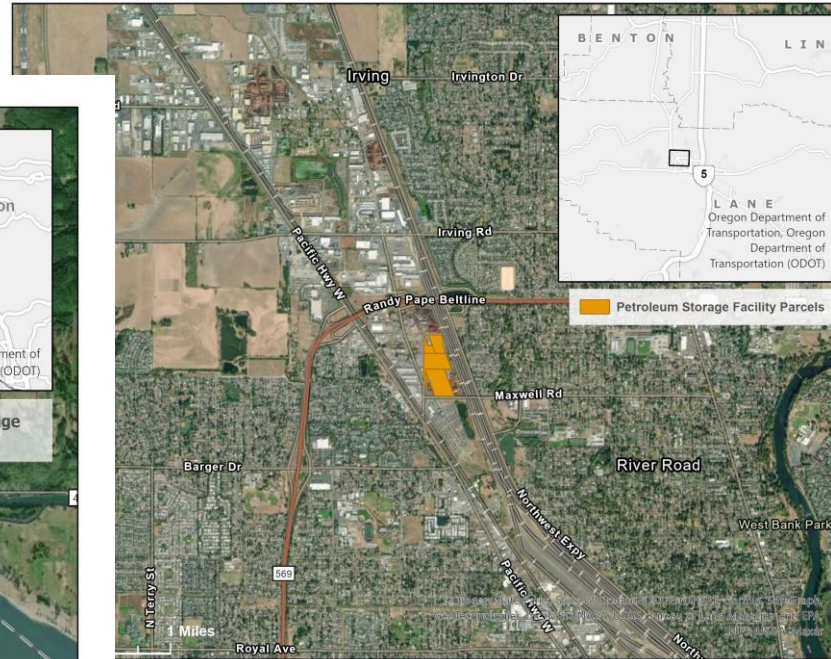 on
ment of
(ODOT)
ge
4
Irving
Irvington Dr
Pacific Hwy W
Irving Rd
Randy Pape Beltline
Maxwell Rd
Barger Dr
River Road
West Bank Park
Northwest Expy
Pacific Hwy W
569
N Terry St
1 Miles
Royal Ave
BENTON
LIN
5
LANE
Oregon Department of
Transportation, Oregon
Department of
Transportation (ODOT)
Petroleum Storage Facility Parcels